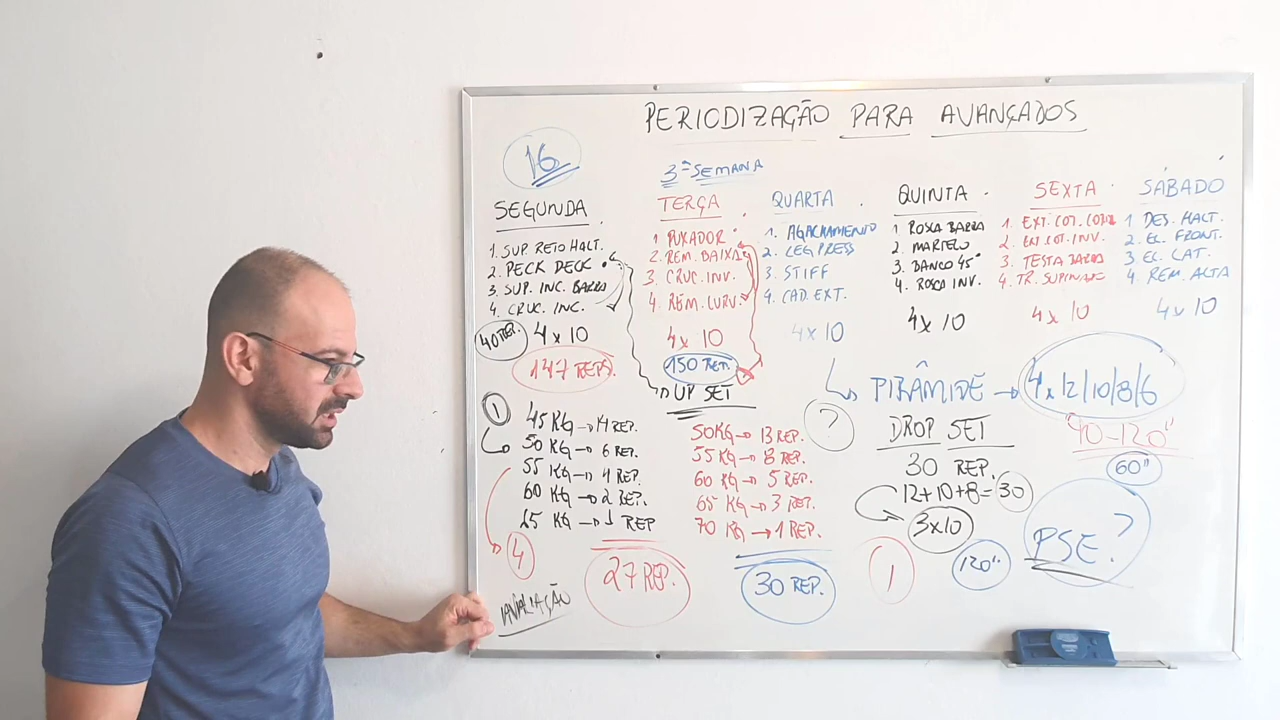 PERIODIZAÇÃO PARA AVANÇADOS
16
3ª SEMANA
SEGUNDA
1. SUP. RETO HALT.
2. PECK DECK
3. SUP. INC. BARRA
4. CRUC. INC.
40 REP.
4 x 10
147 REPS.
TERÇA
1 PUXADOR
2. REM. BAIXA
3. CRUC. INV.
4. REM. CURV.
4 x 10
150 REP.
QUARTA
1. AGACHAMENTO
2. LEG PRESS
3. STIFF
4. CAD. EXT.
4 x 10
QUINTA
1 ROSCA BARRA
2. MARTELO
3. BANCO 45°
4. ROSCA INV.
4 x 10
SEXTA
1. EXT. COT. CORDA
2. EXT. COT. INV.
3. TESTA BARRA
4. TR. SUPINADO
4 x 10
SÁBADO
1 DES. HALT.
2. EL. FRONT.
3. EL. LAT.
4. REM. ALTA
4 x 10
UP SET
1
45 KG → 14 REP.
50 KG → 6 REP.
55 KG → 4 REP.
60 KG → 2 REP.
65 KG → 1 REP
4
27 REP.
AVALIAÇÃO
50KG → 13 REP.
55 KG → 8 REP.
60 KG → 5 REP.
65 KG → 3 REP.
70 KG → 1 REP.
30 REP.
PIRÂMIDE → 4 x 12/10/8/6
?
DROP SET
30 REP.
12+10+8=30
3x10
1
120"
90-120"
60"
PSE?